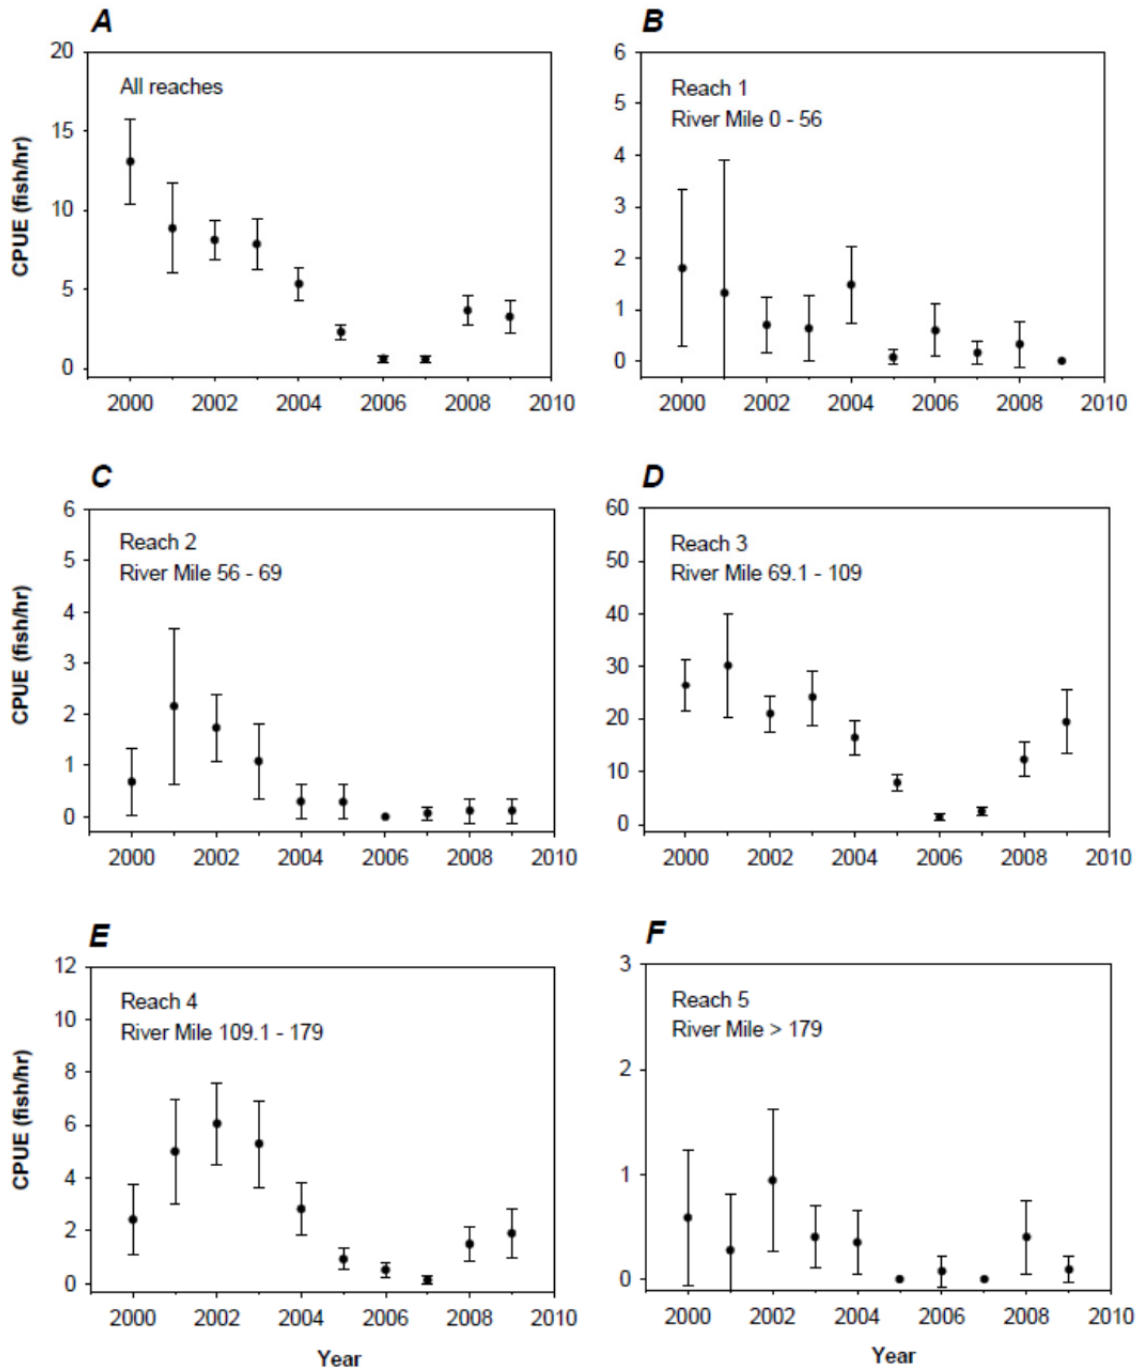 A
20
15
10
5
0
CPUE (fish/hr)
All reaches
2000 2002 2004 2006 2008 2010
B
6
5
4
3
2
1
0
Reach 1
River Mile 0 - 56
2000 2002 2004 2006 2008 2010
C
6
5
4
3
2
1
0
CPUE (fish/hr)
Reach 2
River Mile 56 - 69
2000 2002 2004 2006 2008 2010
D
60
50
40
30
20
10
0
Reach 3
River Mile 69.1 - 109
2000 2002 2004 2006 2008 2010
E
12
10
8
6
4
2
0
CPUE (fish/hr)
Reach 4
River Mile 109.1 - 179
2000 2002 2004 2006 2008 2010
Year
F
3
2
1
0
Reach 5
River Mile > 179
2000 2002 2004 2006 2008 2010
Year